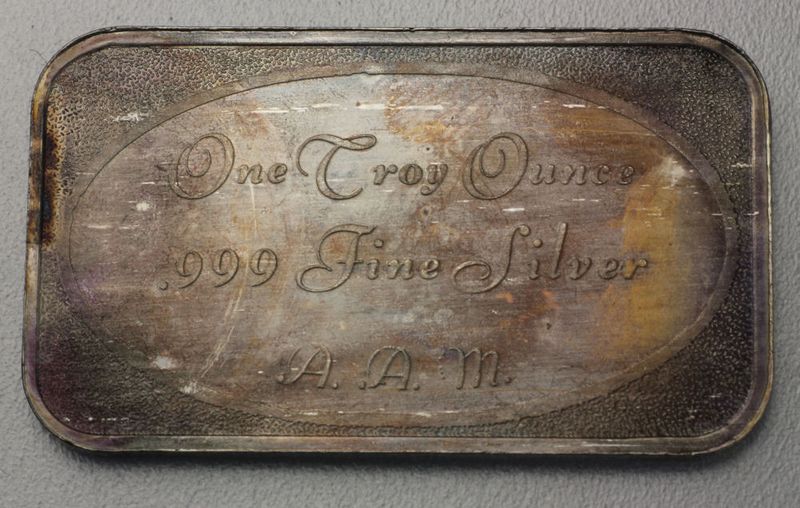 One Troy Ounce
.999 Fine Silver
A. A. M.